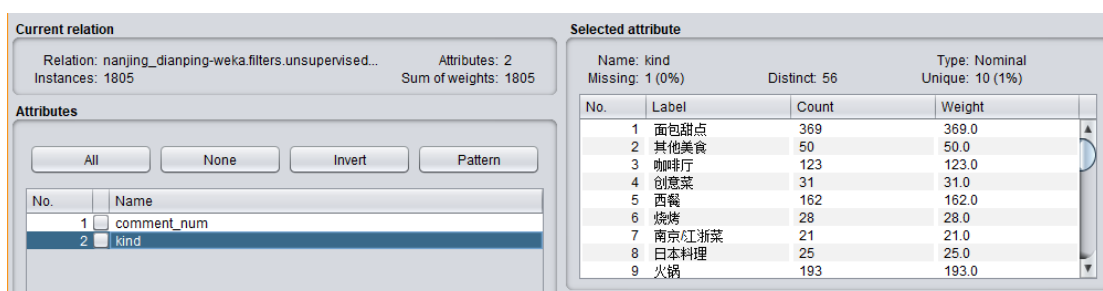 Current relation
Relation: nanjing_dianping-weka.filters.unsupervised... Attributes: 2
Instances: 1805 Sum of weights: 1805
Attributes
All None Invert Pattern
No. Name
1 comment_num
2 kind
Selected attribute
Name: kind Type: Nominal
Missing: 1 (0%) Distinct: 56 Unique: 10 (1%)
No. Label Count Weight
1 面包甜点 369 369.0
2 其他美食 50 50.0
3 咖啡厅 123 123.0
4 创意菜 31 31.0
5 西餐 162 162.0
6 烧烤 28 28.0
7 南京/江浙菜 21 21.0
8 日本料理 25 25.0
9 火锅 193 193.0